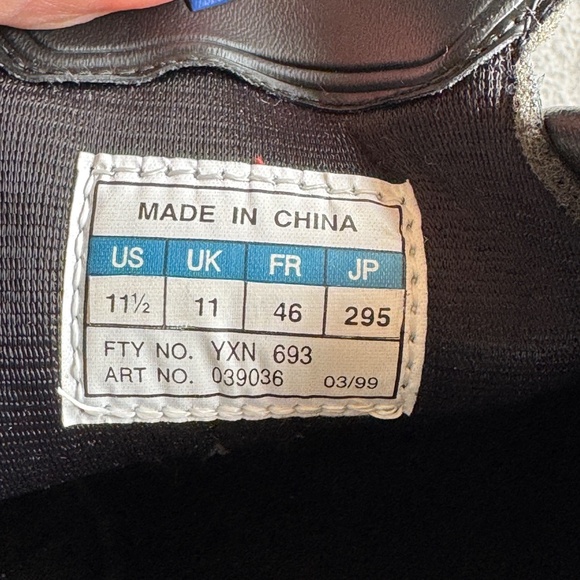 MADE IN CHINA
US UK FR JP
11½ 11 46 295
FTY NO. YXN 693
ART NO. 039036 03/99